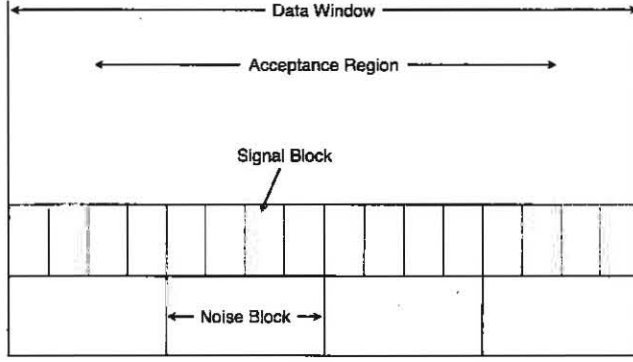 Data Window
Acceptance Region
Signal Block
Noise Block